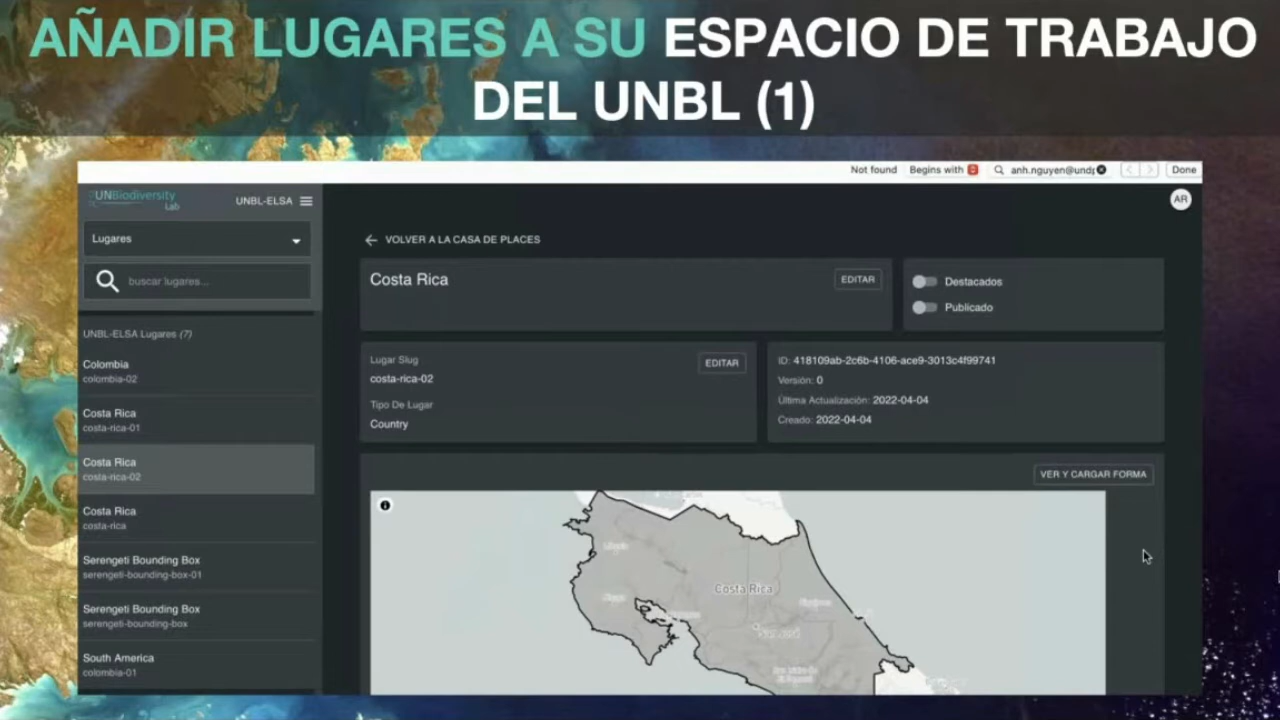 AÑADIR LUGARES A SU ESPACIO DE TRABAJO
DEL UNBL (1)
Not found Begins with anh.nguyen@undp Done
UNBiodiversity
Lab
UNBL-ELSA
AR
Lugares
buscar lugares...
UNBL-ELSA Lugares (7)
Colombia
colombia-02
Costa Rica
costa-rica-01
Costa Rica
costa-rica-02
Costa Rica
costa-rica
Serengeti Bounding Box
serengeti-bounding-box-01
Serengeti Bounding Box
serengeti-bounding-box
South America
colombia-01
VOLVER A LA CASA DE PLACES
Costa Rica
EDITAR
Destacados
Publicado
Lugar Slug
EDITAR
costa-rica-02
Tipo De Lugar
Country
ID: 418109ab-2c6b-4106-ace9-3013c4f99741
Versión: 0
Última Actualización: 2022-04-04
Creado: 2022-04-04
VER Y CARGAR FORMA
Costa Rica